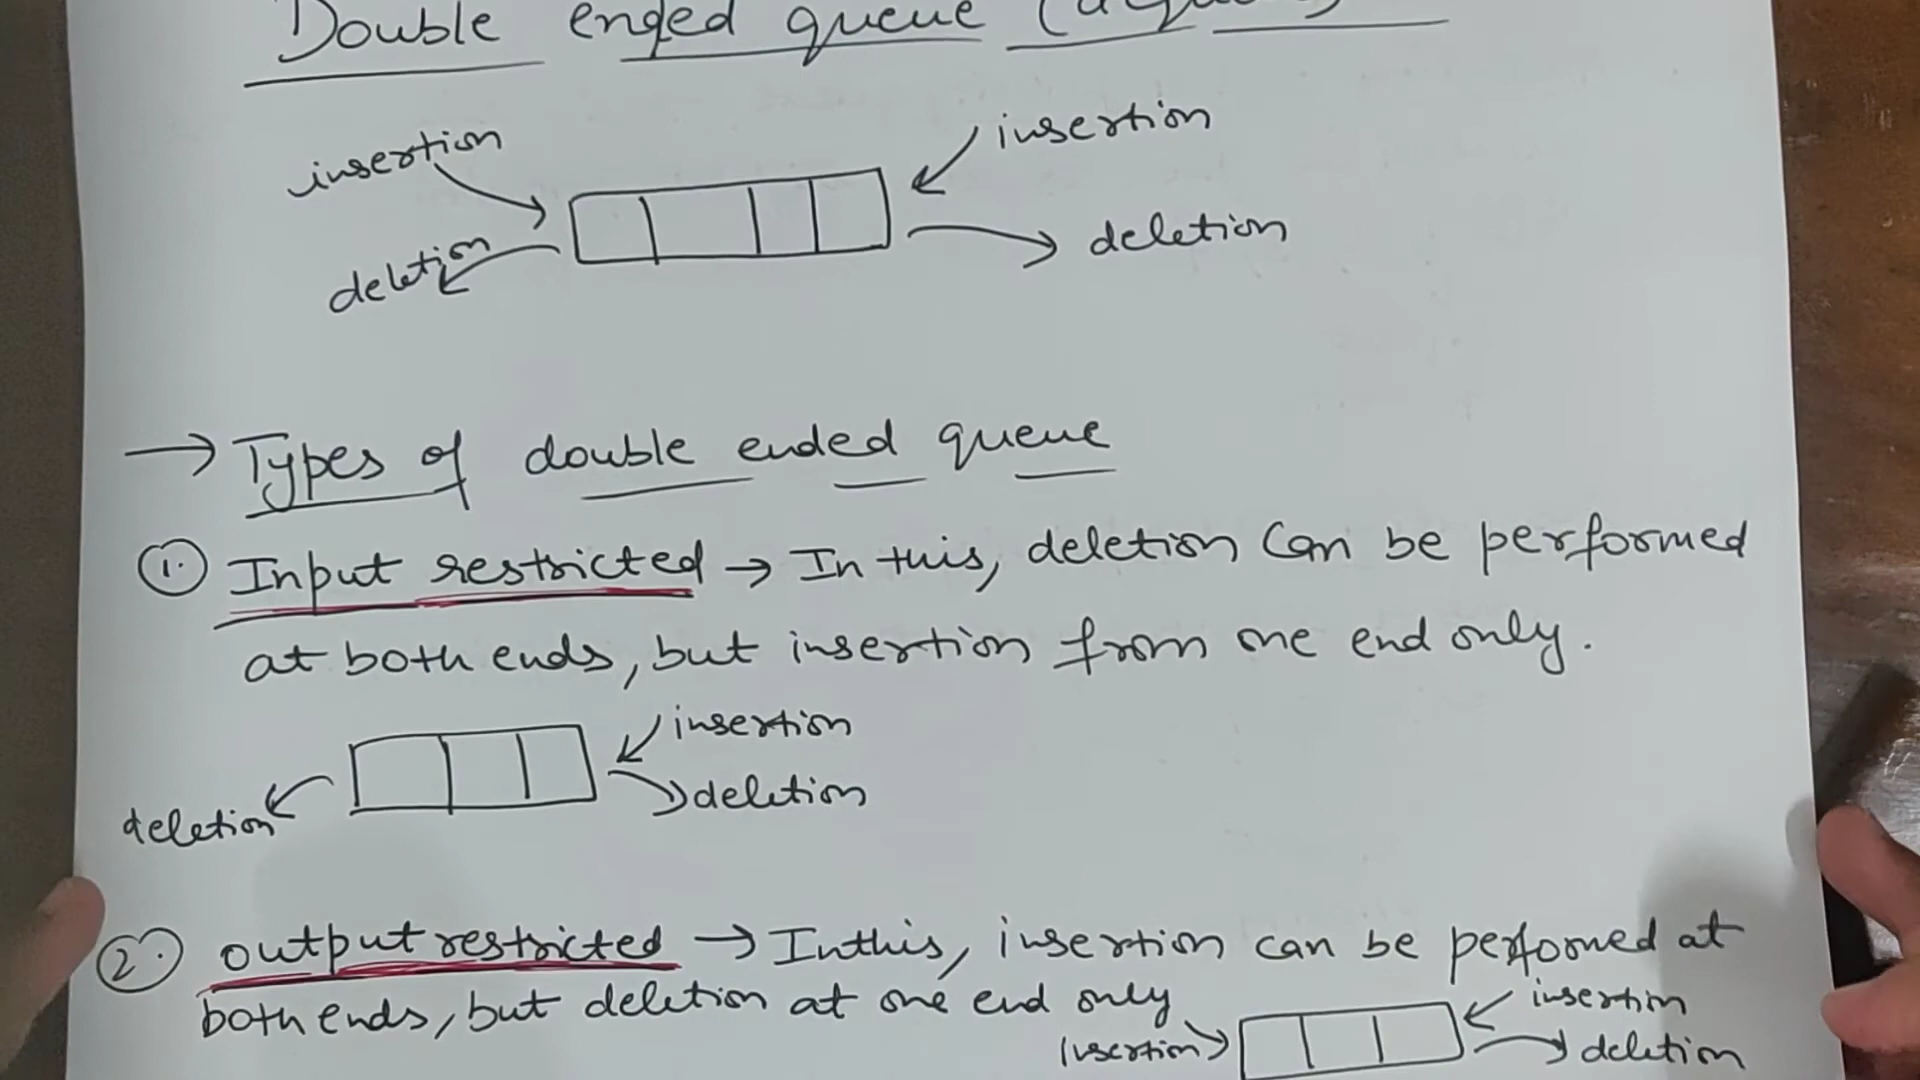 Double ended queue
insertion
insertion
deletion
deletion
→ Types of double ended queue
1. Input restricted → In this, deletion can be performed
at both ends, but insertion from one end only.
insertion
deletion
deletion
2. output restricted → In this, insertion can be performed at
both ends, but deletion at one end only
insertion
Insertion
deletion